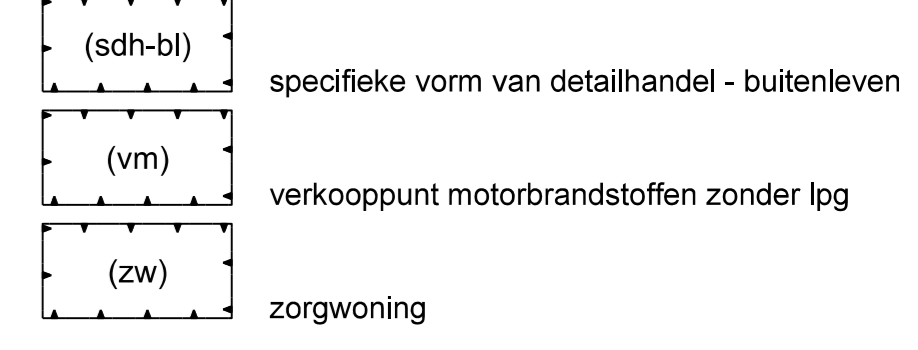 (sdh-bl)
specifieke vorm van detailhandel - buitenleven
(vm)
verkooppunt motorbrandstoffen zonder lpg
(zw)
zorgwoning